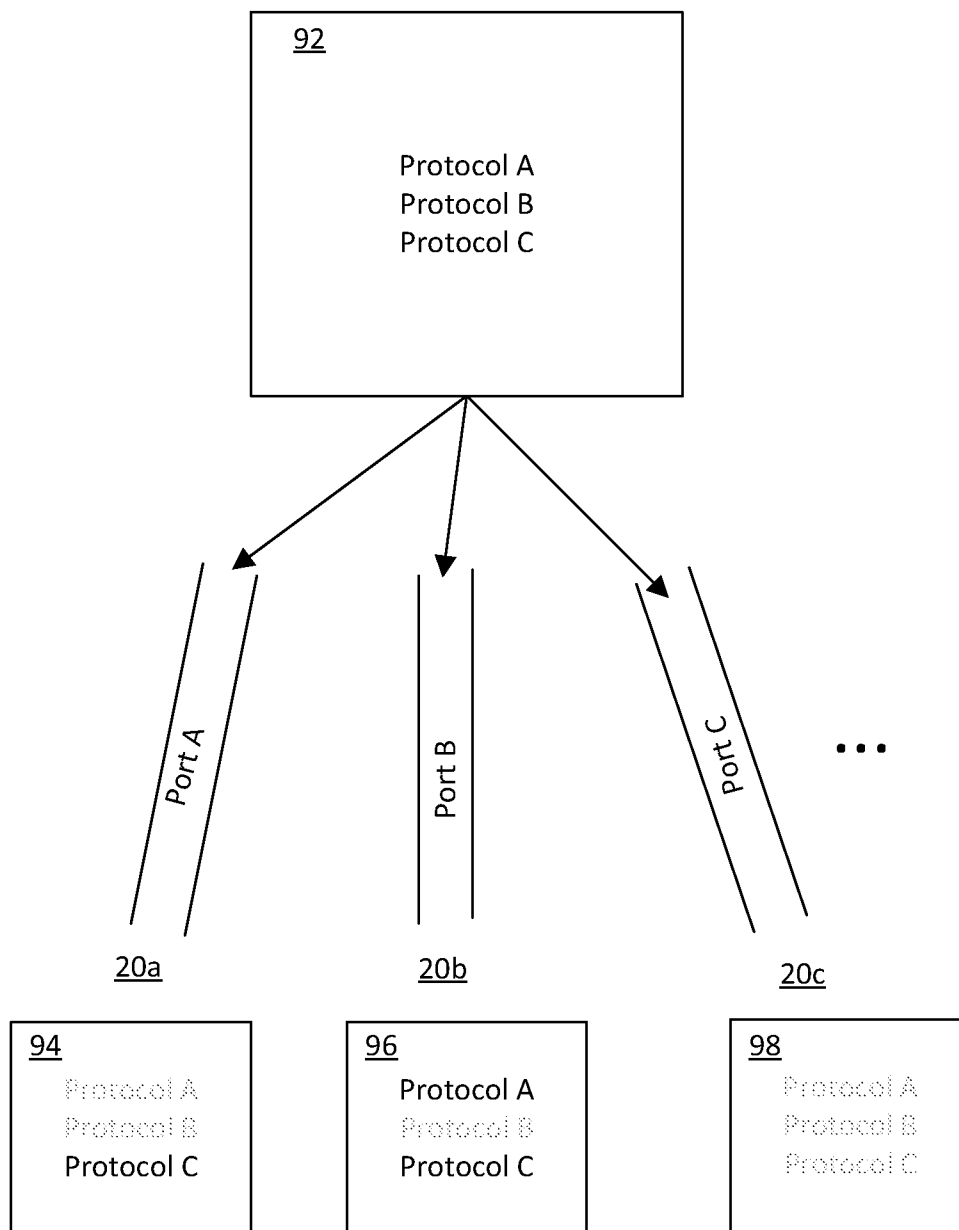 92
Protocol A
Protocol B
Protocol C
Port A
Port B
Port C
...
20a
20b
20c
94
Protocol A
Protocol B
Protocol C
96
Protocol A
Protocol B
Protocol C
98
Protocol A
Protocol B
Protocol C